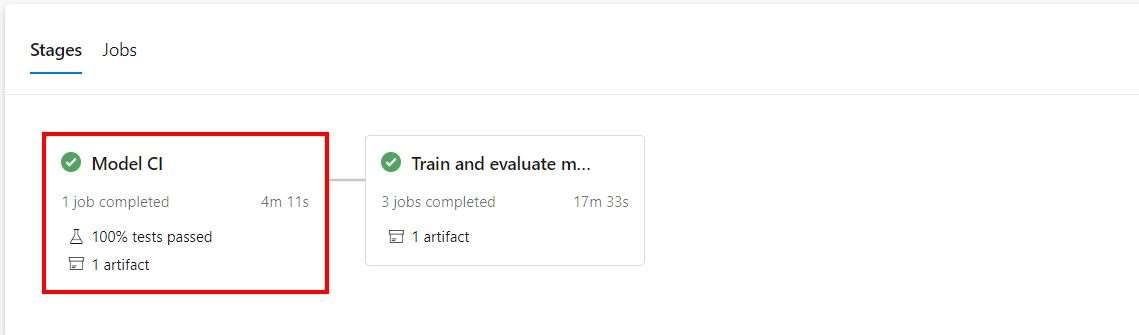 Stages Jobs
Model CI
1 job completed 4m 11s
100% tests passed
1 artifact
Train and evaluate m...
3 jobs completed 17m 33s
1 artifact